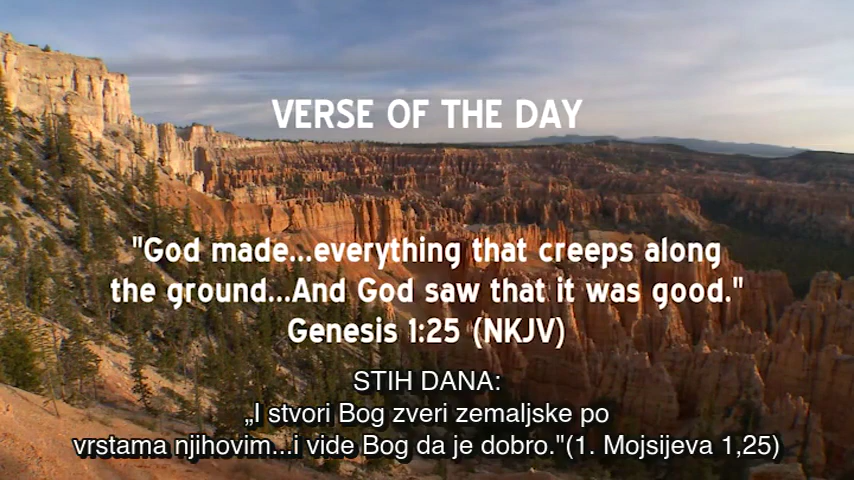 VERSE OF THE DAY
"God made...everything that creeps along
the ground...And God saw that it was good."
Genesis 1:25 (NKJV)
STIH DANA:
„I stvori Bog zveri zemaljske po
vrstama njihovim...i vide Bog da je dobro."(1. Mojsijeva 1,25)